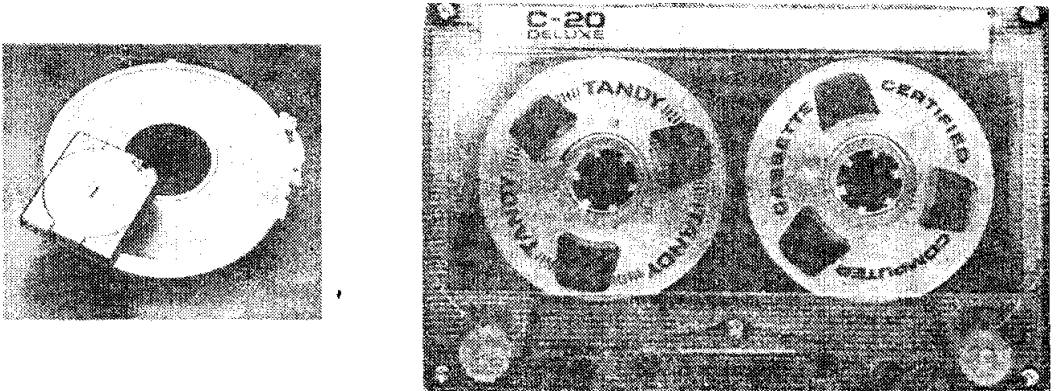 C-20
DELUXE
TANDY
TANDY
TANDY
CERTIFIED
COMPUTER
CASSETTE